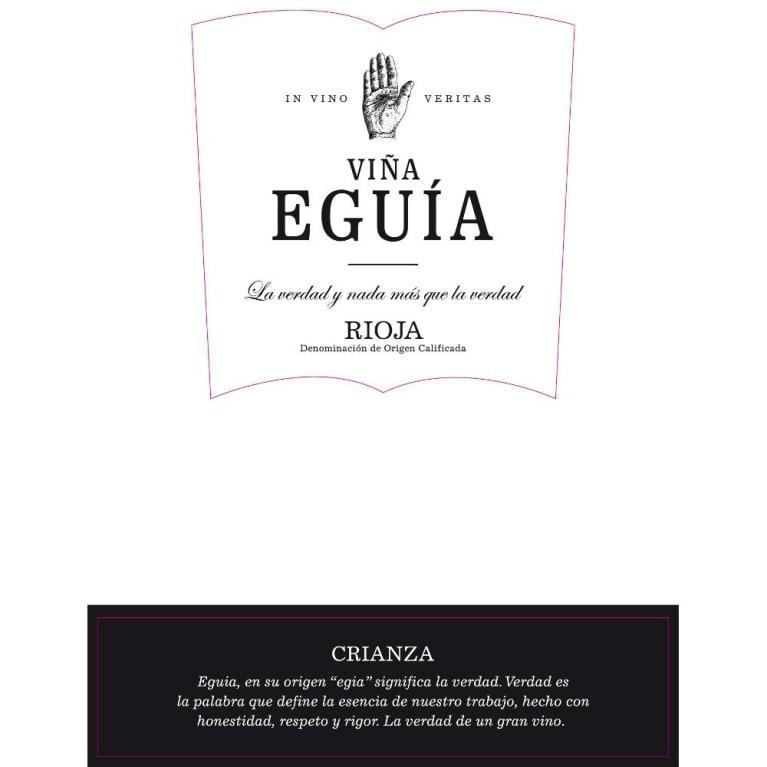 IN VINO VERITAS
VIÑA
EGUÍA
La verdad y nada más que la verdad
RIOJA
Denominación de Origen Calificada
CRIANZA
Eguia, en su origen “egia” significa la verdad. Verdad es
la palabra que define la esencia de nuestro trabajo, hecho con
honestidad, respeto y rigor. La verdad de un gran vino.